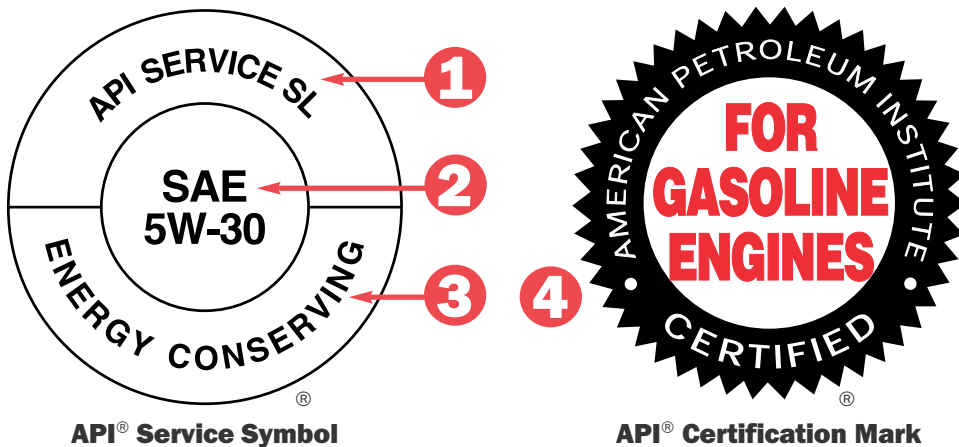 API SERVICE SL
SAE
5W-30
ENERGY CONSERVING
®
1
2
3
API® Service Symbol
4
AMERICAN PETROLEUM INSTITUTE
FOR
GASOLINE
ENGINES
CERTIFIED
®
API® Certification Mark